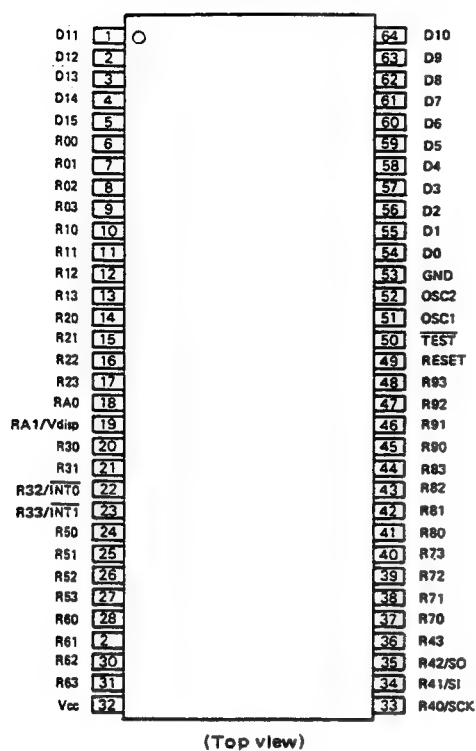 D11 1 64 D10
D12 2 63 D9
D13 3 62 D8
D14 4 61 D7
D15 5 60 D6
R00 6 59 D5
R01 7 58 D4
R02 8 57 D3
R03 9 56 D2
R10 10 55 D1
R11 11 54 D0
R12 12 53 GND
R13 13 52 OSC2
R20 14 51 OSC1
R21 15 50 TEST
R22 16 49 RESET
R23 17 48 R93
RA0 18 47 R92
RA1/Vdisp 19 46 R91
R30 20 45 R90
R31 21 44 R83
R32/INT0 22 43 R82
R33/INT1 23 42 R81
R50 24 41 R80
R51 25 40 R73
R52 26 39 R72
R53 27 38 R71
R60 28 37 R70
R61 2 36 R43
R62 30 35 R42/SO
R63 31 34 R41/SI
Vcc 32 33 R40/SCK
(Top view)